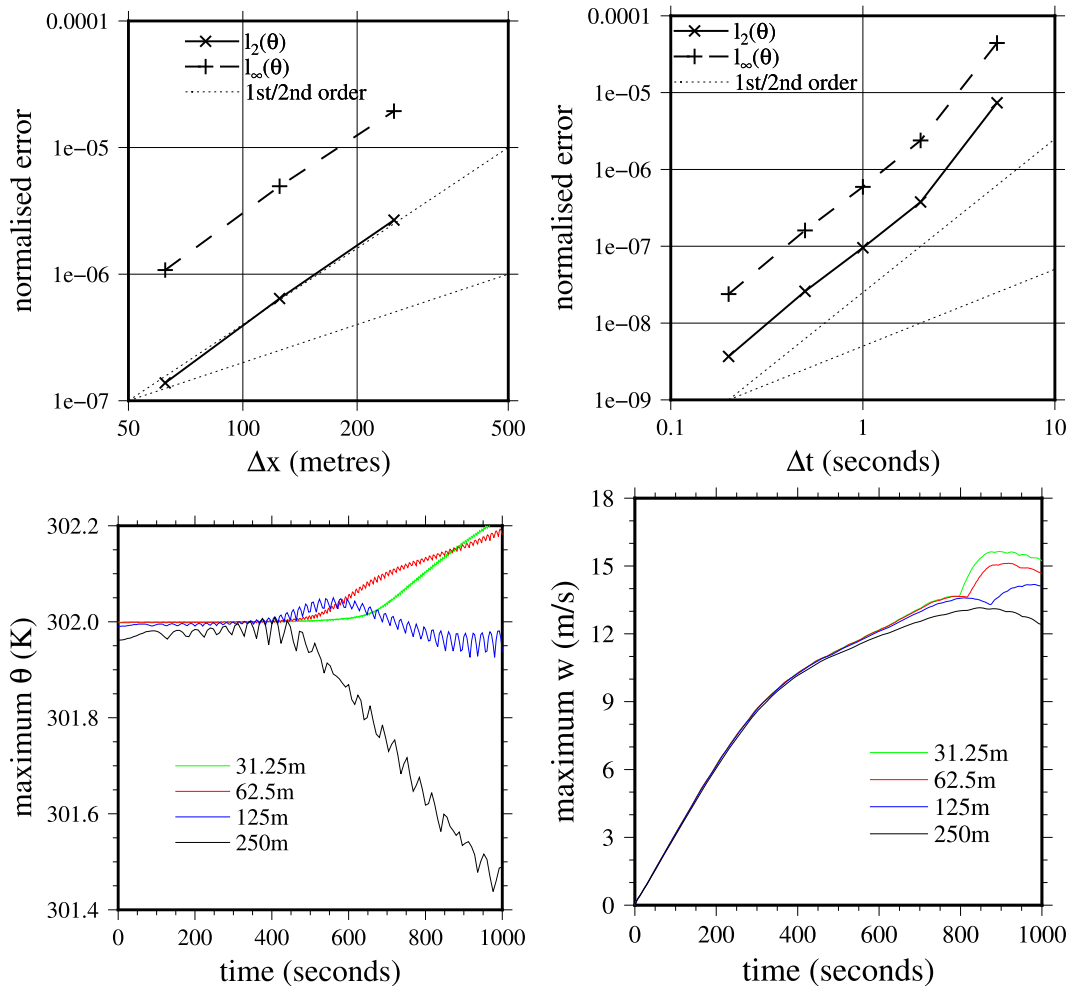 0.0001
1e-05
1e-06
1e-07
normalised error
l2(θ)
l∞(θ)
1st/2nd order
50 100 200 500
Δx (metres)
0.0001
1e-05
1e-06
1e-07
1e-08
1e-09
normalised error
l2(θ)
l∞(θ)
1st/2nd order
0.1 1 10
Δt (seconds)
302.2
302.0
301.8
301.6
301.4
maximum θ (K)
31.25m
62.5m
125m
250m
0 200 400 600 800 1000
time (seconds)
18
15
12
9
6
3
0
maximum w (m/s)
31.25m
62.5m
125m
250m
0 200 400 600 800 1000
time (seconds)